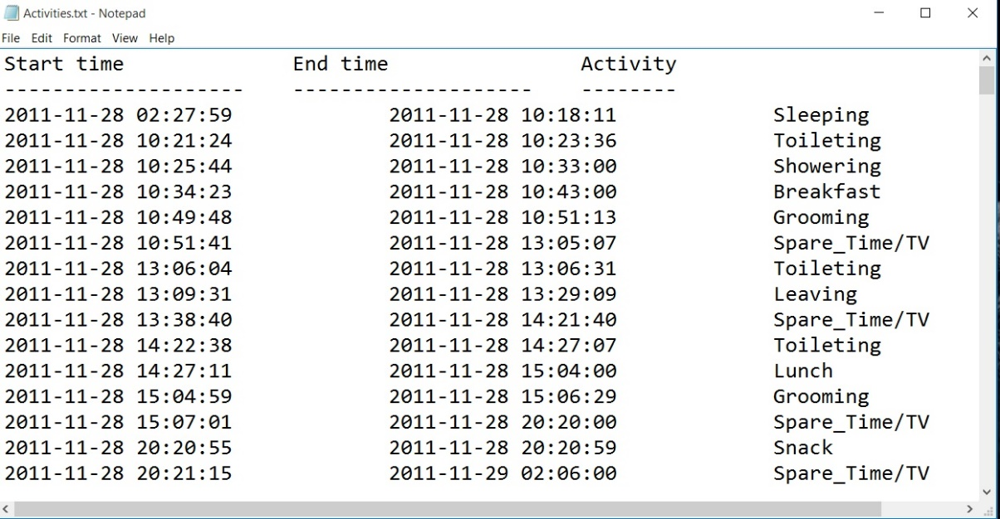 Activities.txt - Notepad
File Edit Format View Help
Start time End time Activity
-------------------- -------------------- --------
2011-11-28 02:27:59 2011-11-28 10:18:11 Sleeping
2011-11-28 10:21:24 2011-11-28 10:23:36 Toileting
2011-11-28 10:25:44 2011-11-28 10:33:00 Showering
2011-11-28 10:34:23 2011-11-28 10:43:00 Breakfast
2011-11-28 10:49:48 2011-11-28 10:51:13 Grooming
2011-11-28 10:51:41 2011-11-28 13:05:07 Spare_Time/TV
2011-11-28 13:06:04 2011-11-28 13:06:31 Toileting
2011-11-28 13:09:31 2011-11-28 13:29:09 Leaving
2011-11-28 13:38:40 2011-11-28 14:21:40 Spare_Time/TV
2011-11-28 14:22:38 2011-11-28 14:27:07 Toileting
2011-11-28 14:27:11 2011-11-28 15:04:00 Lunch
2011-11-28 15:04:59 2011-11-28 15:06:29 Grooming
2011-11-28 15:07:01 2011-11-28 20:20:00 Spare_Time/TV
2011-11-28 20:20:55 2011-11-28 20:20:59 Snack
2011-11-28 20:21:15 2011-11-29 02:06:00 Spare_Time/TV